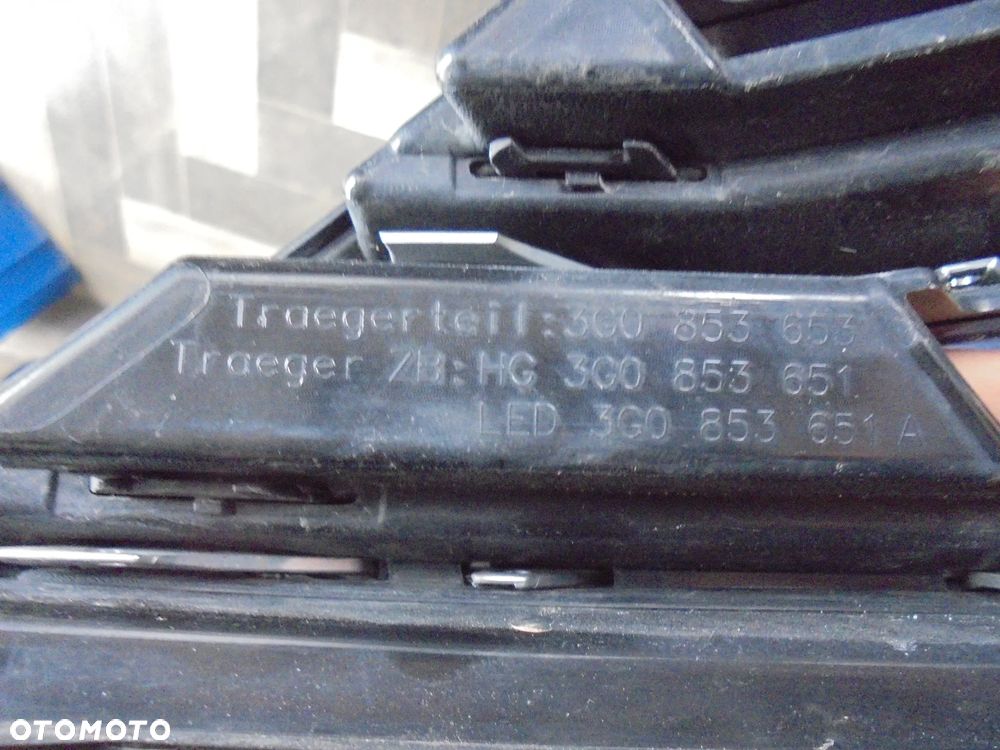 Traegerteil:3G0 853 653
Traeger ZB:HG 3G0 853 651
LED 3G0 853 651 A
OTOMOTO